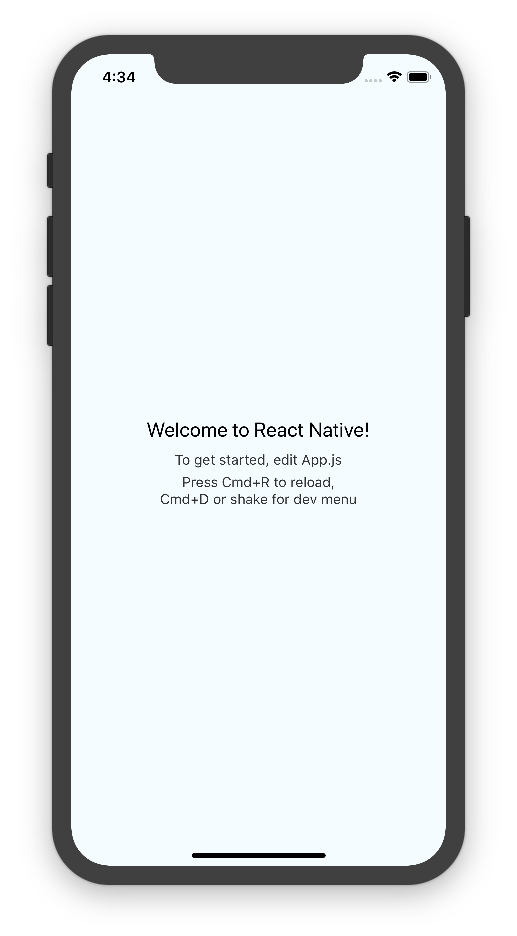 4:34
Welcome to React Native!
To get started, edit App.js
Press Cmd+R to reload,
Cmd+D or shake for dev menu